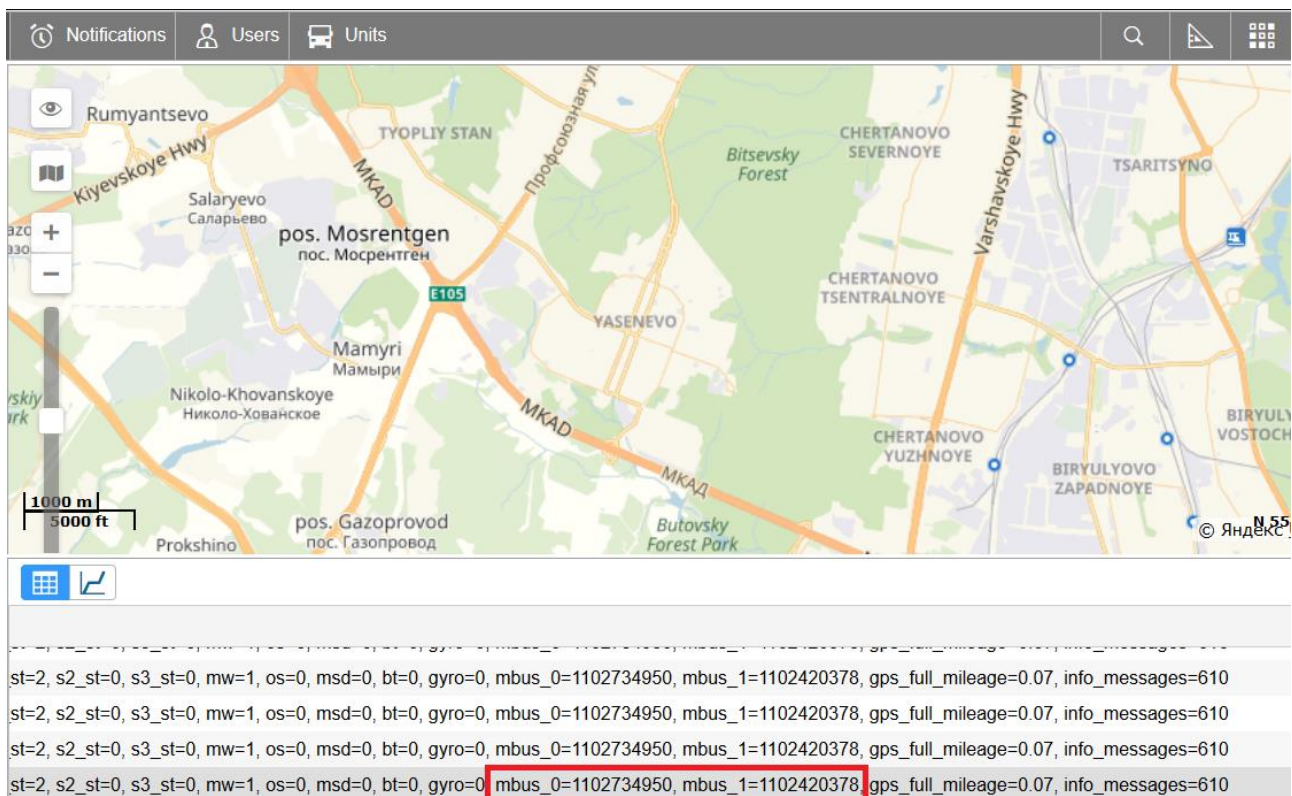 Notifications Users Units
Rumyantsevo
TYOPLIY STAN
Профсоюзная ул
CHERTANOVO
SEVERNOYE
Bitsevsky
Forest
Varshavskoye Hwy
TSARITSYNO
Kiyevskoye Hwy
MKAD
Salaryevo
Саларьево
pos. Mosrentgen
пос. Мосрентген
E105
CHERTANOVO
TSENTRALNOYE
YASENEVO
Mamyri
Мамыри
Nikolo-Khovanskoye
Николо-Хованское
MKAD
CHERTANOVO
YUZHNOYE
BIRYULY
VOSTOCH
BIRYULYOVO
ZAPADNOYE
МКАД
1000 m
5000 ft
pos. Gazoprovod
пос. Газопровод
Prokshino
Butovsky
Forest Park
N 55
© Яндекс
st=2, s2_st=0, s3_st=0, mw=1, os=0, msd=0, bt=0, gyro=0, mbus_0=1102734950, mbus_1=1102420378, gps_full_mileage=0.07, info_messages=610
st=2, s2_st=0, s3_st=0, mw=1, os=0, msd=0, bt=0, gyro=0, mbus_0=1102734950, mbus_1=1102420378, gps_full_mileage=0.07, info_messages=610
st=2, s2_st=0, s3_st=0, mw=1, os=0, msd=0, bt=0, gyro=0, mbus_0=1102734950, mbus_1=1102420378, gps_full_mileage=0.07, info_messages=610
st=2, s2_st=0, s3_st=0, mw=1, os=0, msd=0, bt=0, gyro=0, mbus_0=1102734950, mbus_1=1102420378, gps_full_mileage=0.07, info_messages=610